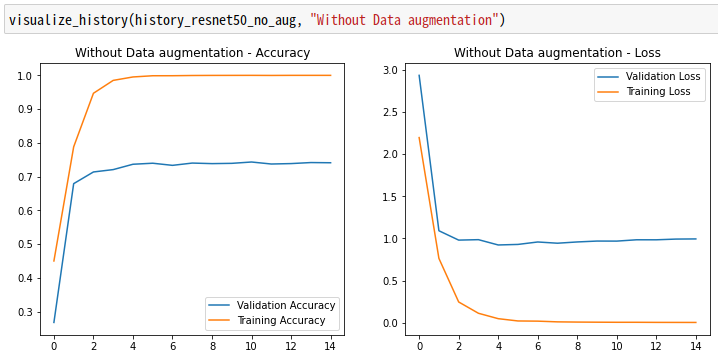 visualize_history(history_resnet50_no_aug, "Without Data augmentation")
Without Data augmentation - Accuracy
1.0
0.9
0.8
0.7
0.6
0.5
0.4
0.3
0 2 4 6 8 10 12 14
Validation Accuracy
Training Accuracy
Without Data augmentation - Loss
3.0
2.5
2.0
1.5
1.0
0.5
0.0
0 2 4 6 8 10 12 14
Validation Loss
Training Loss